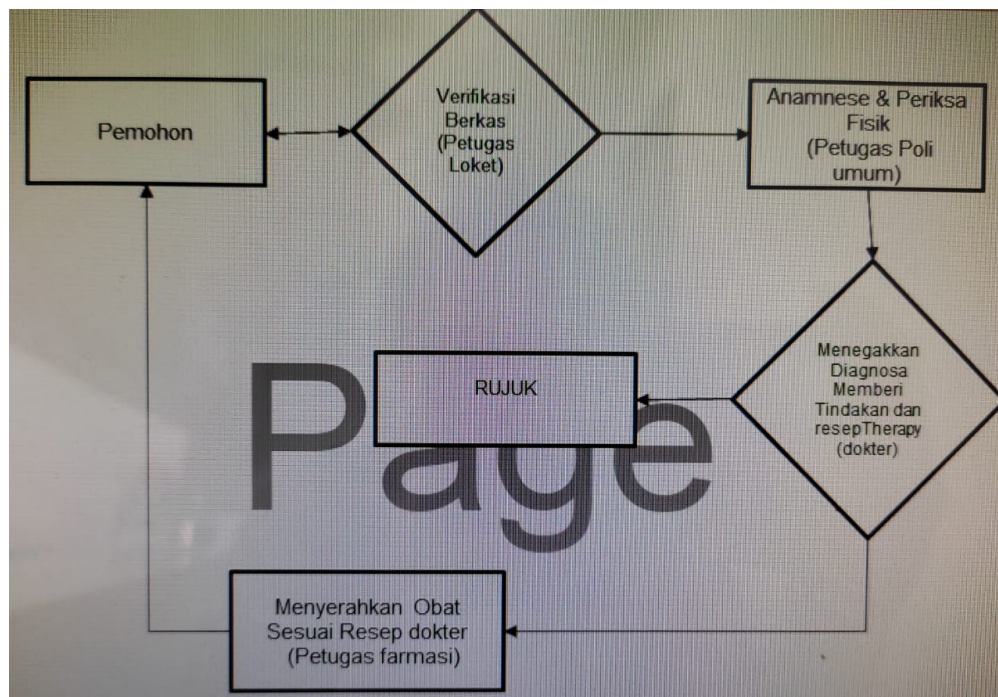 Pemohon
Verifikasi
Berkas
(Petugas
Loket)
Anamnese & Periksa
Fisik
(Petugas Poli
umum)
Menegakkan
Diagnosa
Memberi
Tindakan dan
resepTherapy
(dokter)
RUJUK
Page
Menyerahkan Obat
Sesuai Resep dokter
(Petugas farmasi)